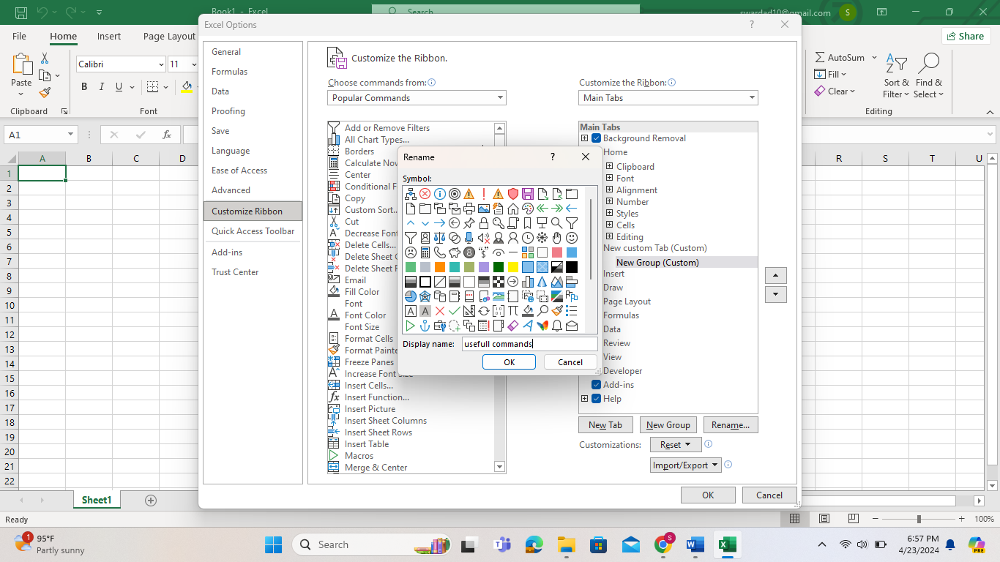 Book1 - Excel
Search
swardad10@gmail.com
S
File
Home
Insert
Page Layout
Share
Paste
Clipboard
Calibri
11
B I U
Font
AutoSum
Fill
Clear
Sort & Filter
Find & Select
Editing
A1
fx
A B C D R S T U
1
2
3
4
5
6
7
8
9
10
11
12
13
14
15
16
17
18
19
20
21
22
Excel Options
?
General
Formulas
Data
Proofing
Save
Language
Ease of Access
Advanced
Customize Ribbon
Quick Access Toolbar
Add-ins
Trust Center
Customize the Ribbon.
Choose commands from:
Popular Commands
Add or Remove Filters
All Chart Types...
Borders
Calculate Now
Center
Conditional F
Copy
Custom Sort...
Cut
Decrease Font
Delete Cells...
Delete Sheet C
Delete Sheet R
Email
Fill Color
Font
Font Color
Font Size
Format Cells
Format Painte
Freeze Panes
Increase Font Size
Insert Cells...
Insert Function...
Insert Picture
Insert Sheet Columns
Insert Sheet Rows
Insert Table
Macros
Merge & Center
Rename
?
Symbol:
Display name: usefull commands
OK Cancel
Customize the Ribbon:
Main Tabs
Main Tabs
Background Removal
Home
Clipboard
Font
Alignment
Number
Styles
Cells
Editing
New custom Tab (Custom)
New Group (Custom)
Insert
Draw
Page Layout
Formulas
Data
Review
View
Developer
Add-ins
Help
New Tab New Group Rename...
Customizations: Reset
Import/Export
OK Cancel
Sheet1
Ready
100%
1
95°F
Partly sunny
Search
S
6:57 PM
4/23/2024
PRE